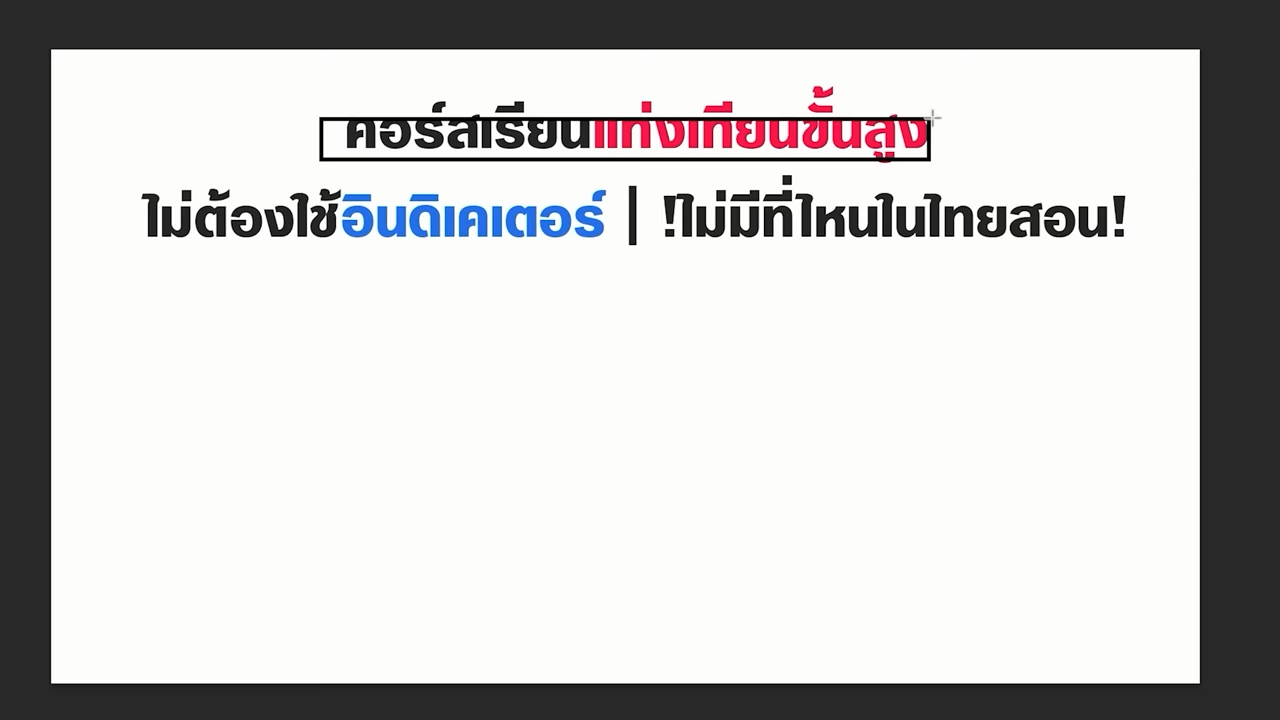 คอร์สเรียนแท่งเทียนขั้นสูง
ไม่ต้องใช้อินดิเคเตอร์ | !ไม่มีที่ไหนในไทยสอน!